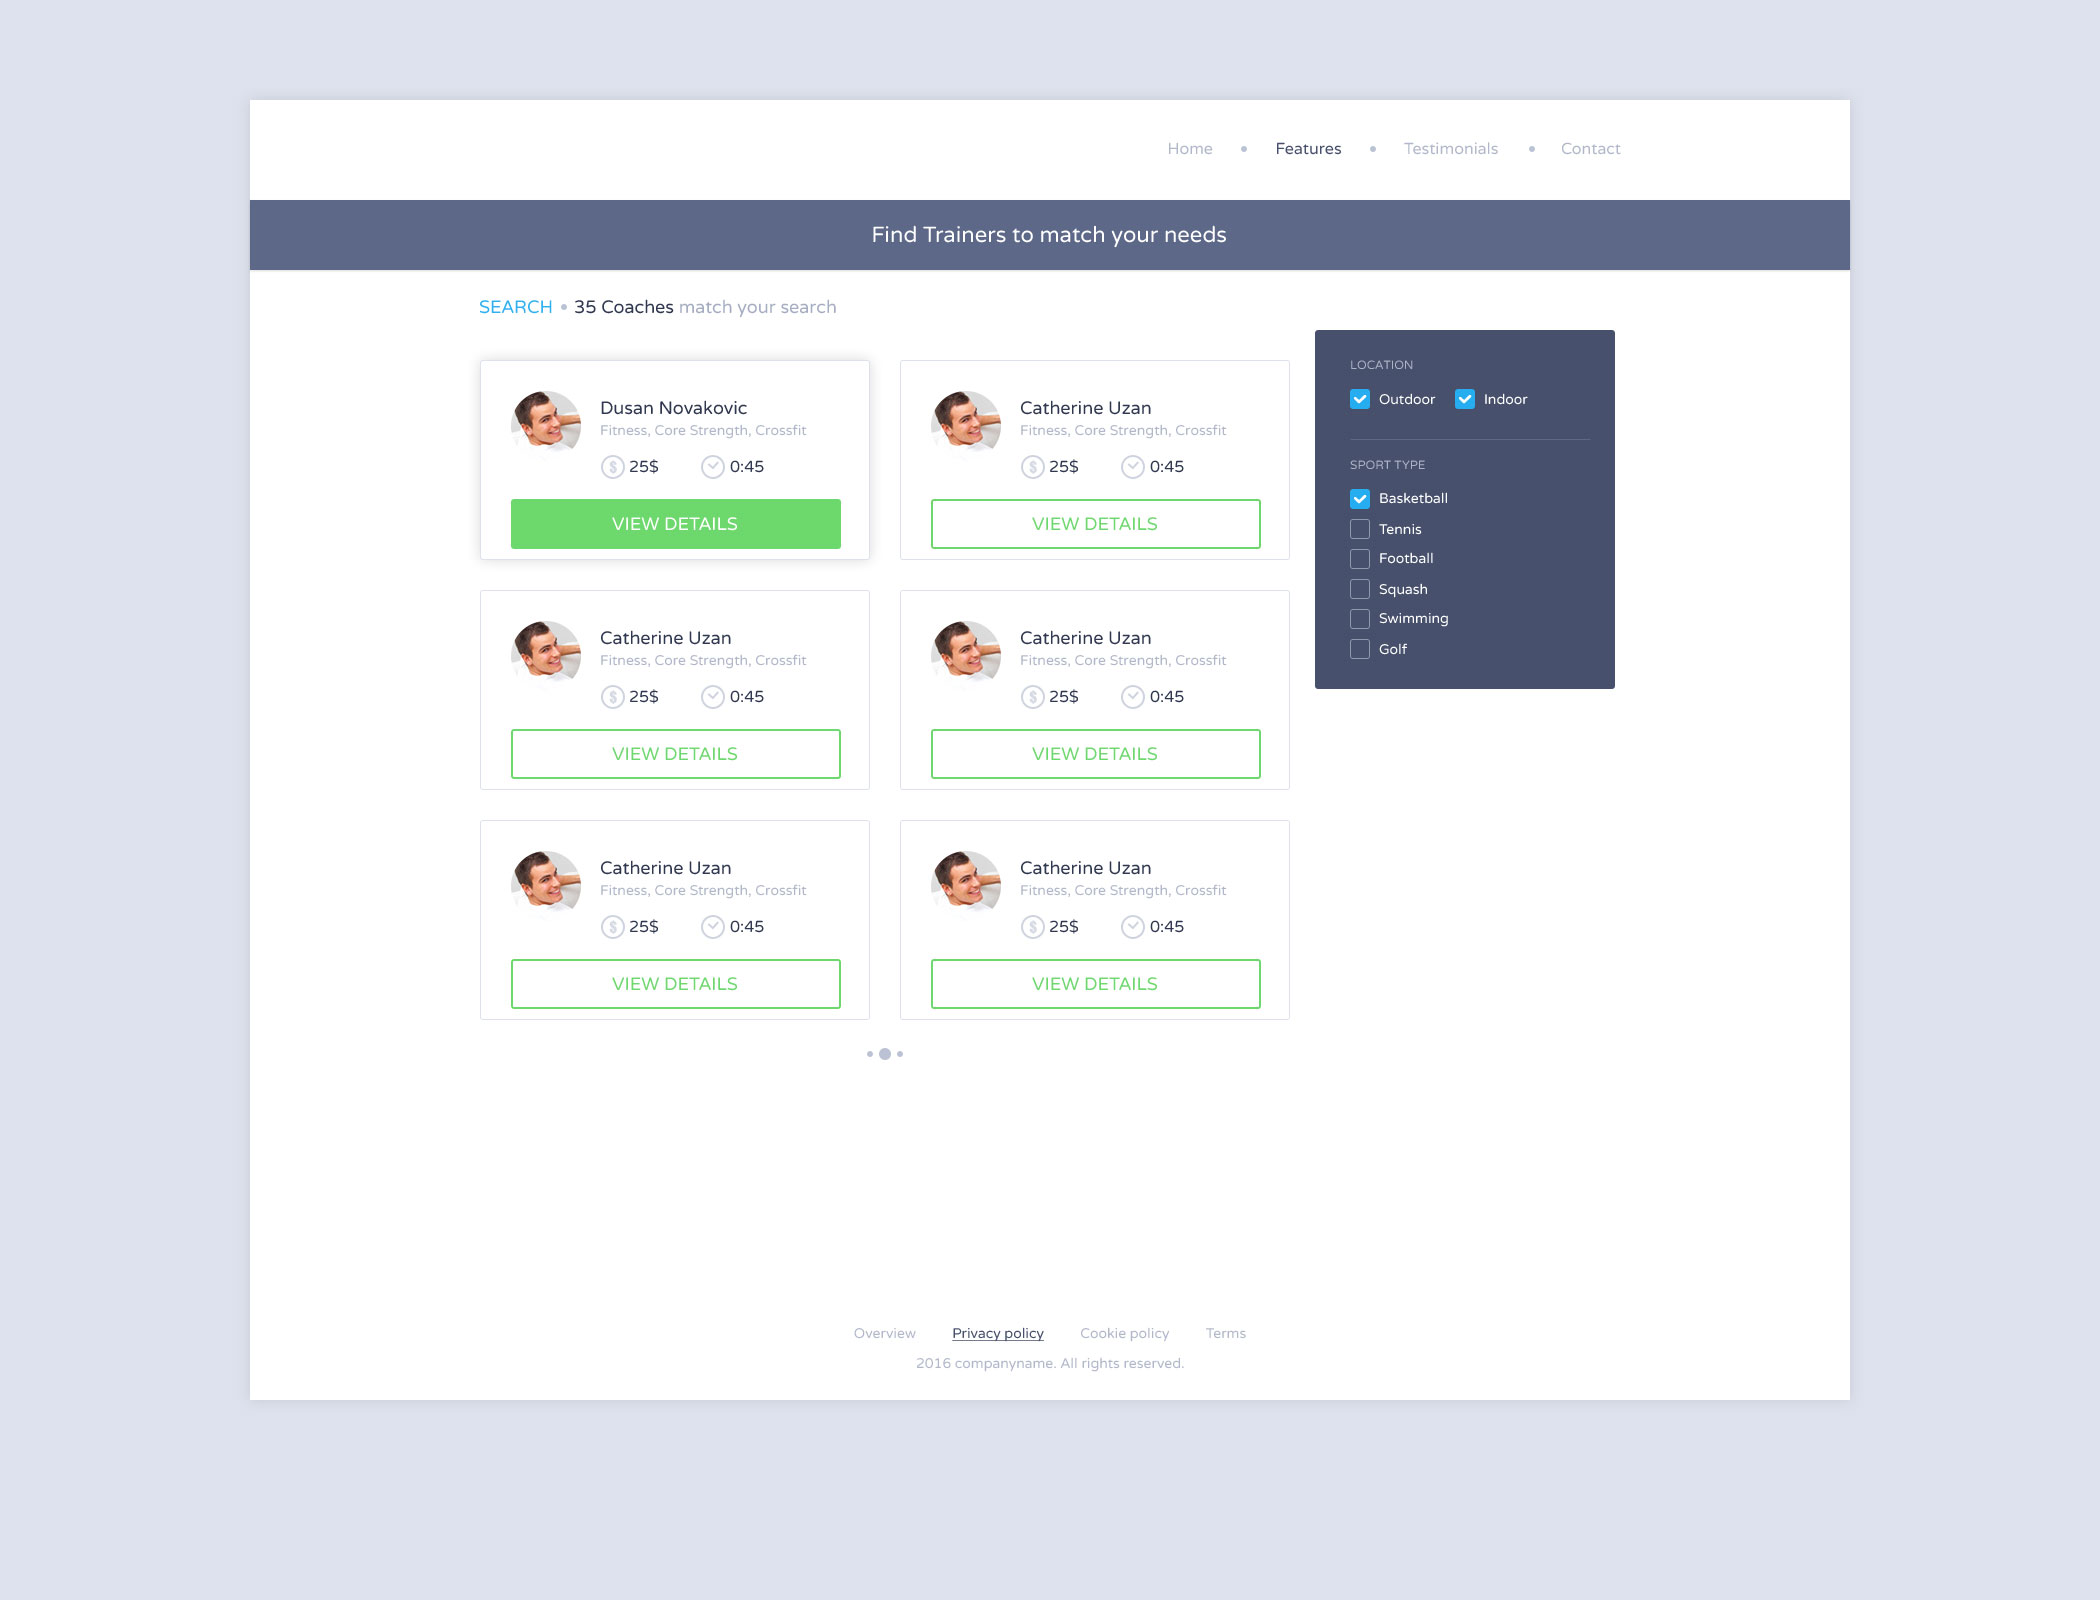 Home • Features • Testimonials • Contact
Find Trainers to match your needs
SEARCH • 35 Coaches match your search
Dusan Novakovic
Fitness, Core Strength, Crossfit
$ 25$ 0:45
VIEW DETAILS
Catherine Uzan
Fitness, Core Strength, Crossfit
$ 25$ 0:45
VIEW DETAILS
Catherine Uzan
Fitness, Core Strength, Crossfit
$ 25$ 0:45
VIEW DETAILS
Catherine Uzan
Fitness, Core Strength, Crossfit
$ 25$ 0:45
VIEW DETAILS
Catherine Uzan
Fitness, Core Strength, Crossfit
$ 25$ 0:45
VIEW DETAILS
Catherine Uzan
Fitness, Core Strength, Crossfit
$ 25$ 0:45
VIEW DETAILS
LOCATION
Outdoor Indoor
SPORT TYPE
Basketball
Tennis
Football
Squash
Swimming
Golf
Overview Privacy policy Cookie policy Terms
2016 companyname. All rights reserved.